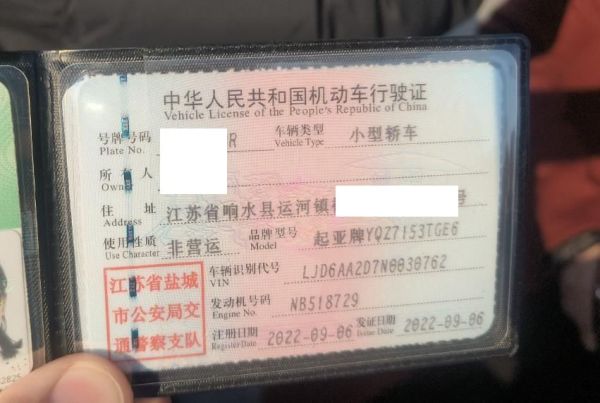 中华人民共和国机动车行驶证
Vehicle License of the People's Republic of China
号牌号码 R 车辆类型 小型轿车
Plate No. Vehicle Type
所有人
Owner
住址 江苏省响水县运河镇 号
Address
使用性质 非营运 品牌型号 起亚牌YQZ7153TGE6
Use Character Model
江苏省盐城
市公安局交
通警察支队
车辆识别代号 LJD6AA2D7N0030762
VIN
发动机号码 NB518729
Engine No.
注册日期 2022-09-06 发证日期 2022-09-06
Register Date Issue Date
2825